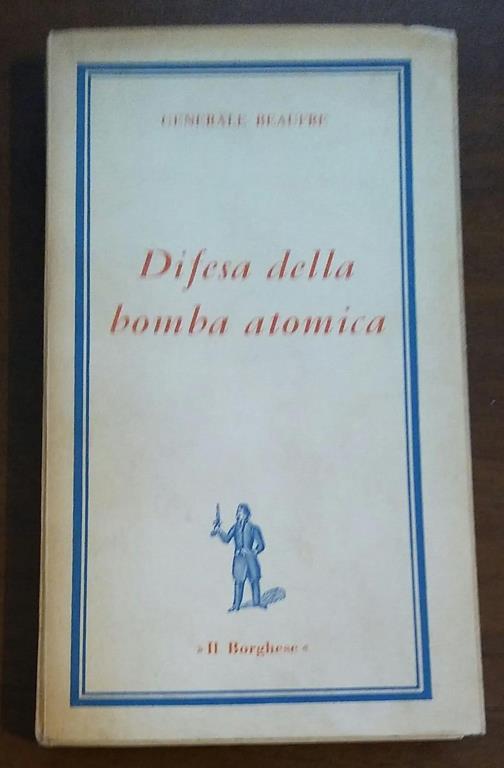 GENERALE BEAUFRE
Difesa della
bomba atomica
» Il Borghese «